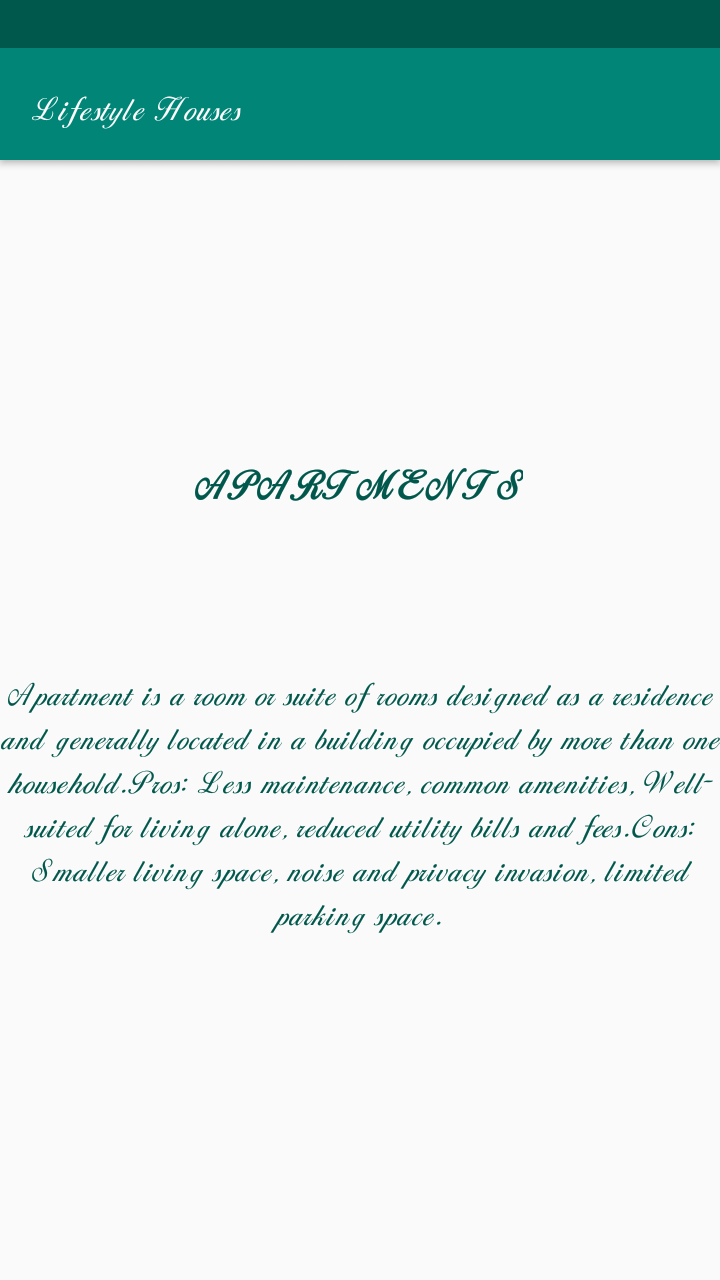 Lifestyle Houses
APARTMENTS
Apartment is a room or suite of rooms designed as a residence
and generally located in a building occupied by more than one
household.Pros: Less maintenance, common amenities, Well-
suited for living alone, reduced utility bills and fees.Cons:
Smaller living space, noise and privacy invasion, limited
parking space.